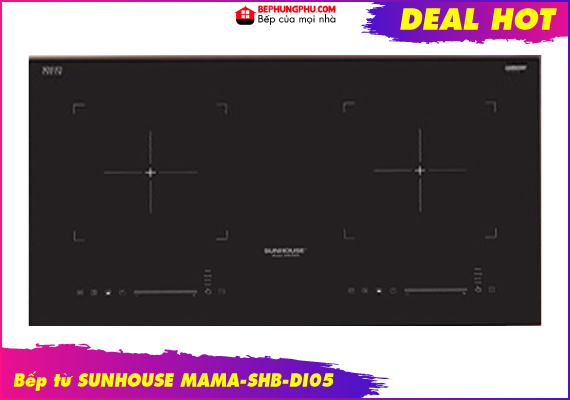 BEPHUNGPHU.COM
Bếp của mọi nhà
DEAL HOT
SUNHOUSE
Bếp từ SUNHOUSE MAMA-SHB-DI05